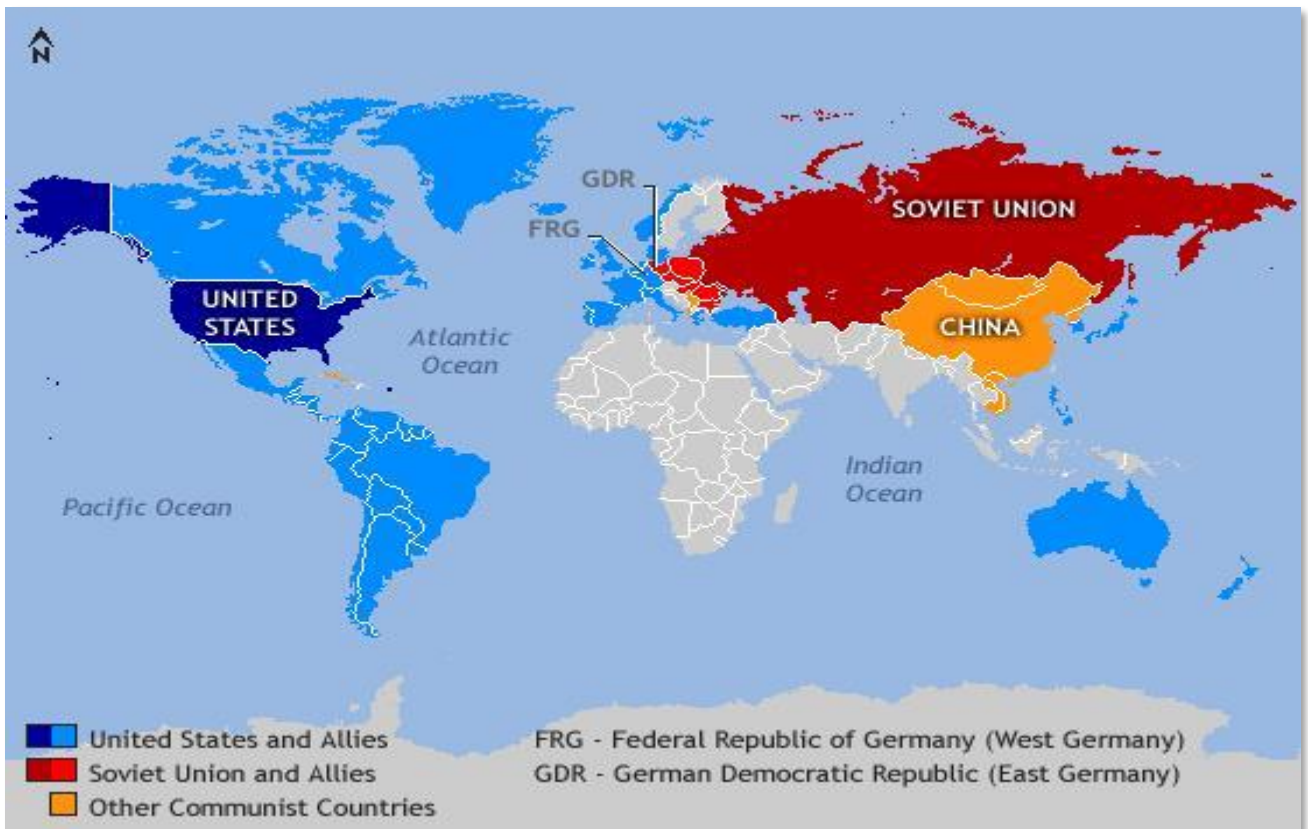 N
GDR
SOVIET UNION
FRG
UNITED
STATES
CHINA
Atlantic
Ocean
Indian
Ocean
Pacific Ocean
United States and Allies
Soviet Union and Allies
Other Communist Countries
FRG - Federal Republic of Germany (West Germany)
GDR - German Democratic Republic (East Germany)